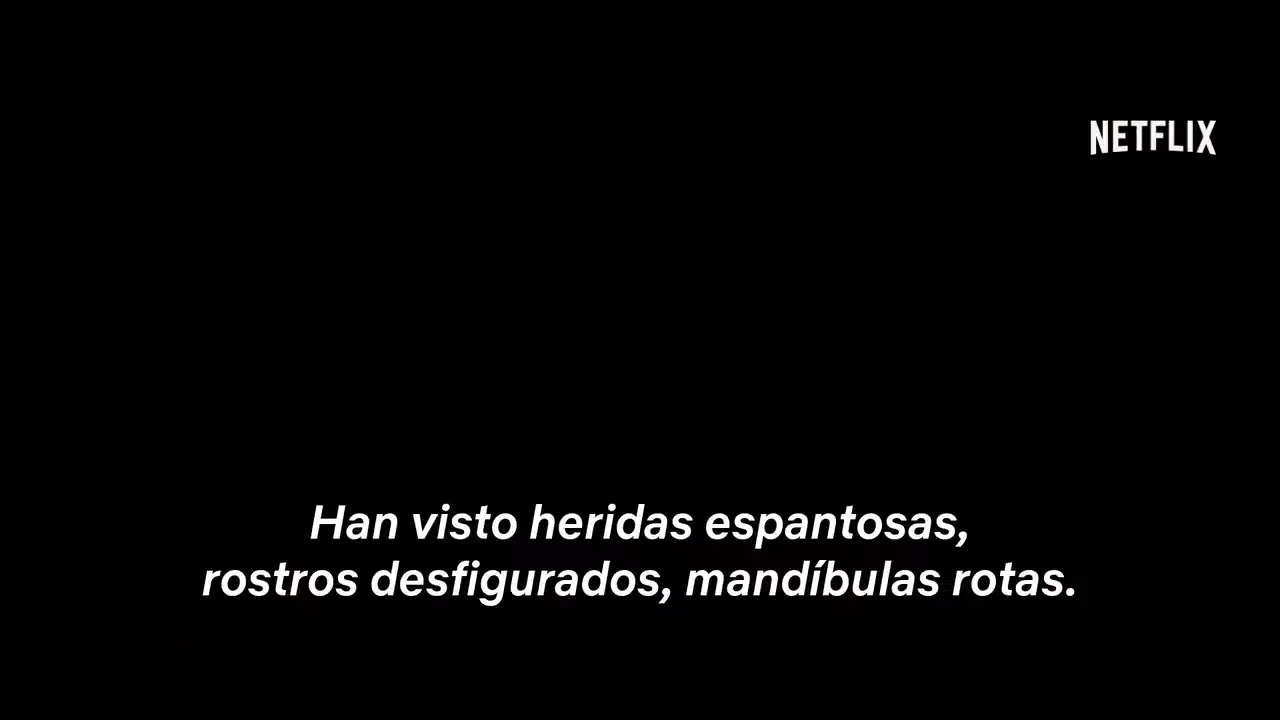 NETFLIX
Han visto heridas espantosas,
rostros desfigurados, mandíbulas rotas.